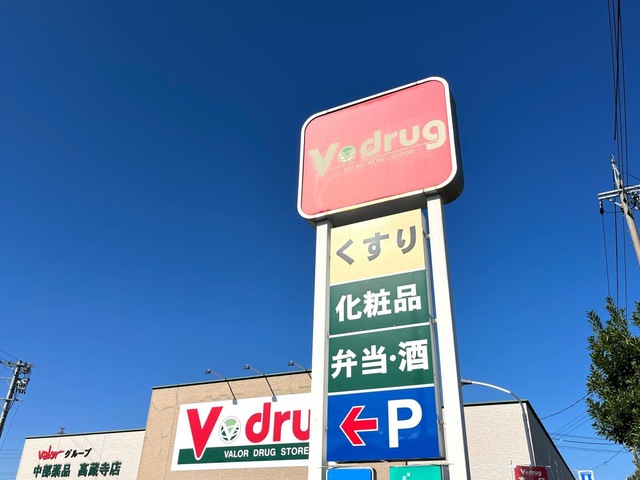 V・drug
くすり
化粧品
弁当・酒
← P
V・dru
VALOR DRUG STORE
Valor グループ
中部薬品 高蔵寺店
V・drug